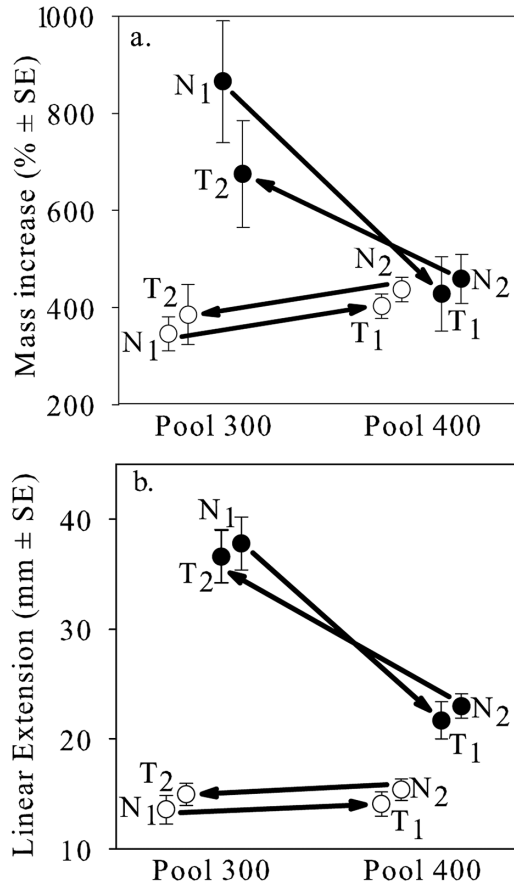 1000
a.
N1
800
T2
600
N2
N2
T2
400
N1
T1
T1
200
Mass increase (% ± SE)
Pool 300
Pool 400
b.
40
N1
T2
30
N2
20
T1
T2
N2
N1
T1
10
Linear Extension (mm ± SE)
Pool 300
Pool 400